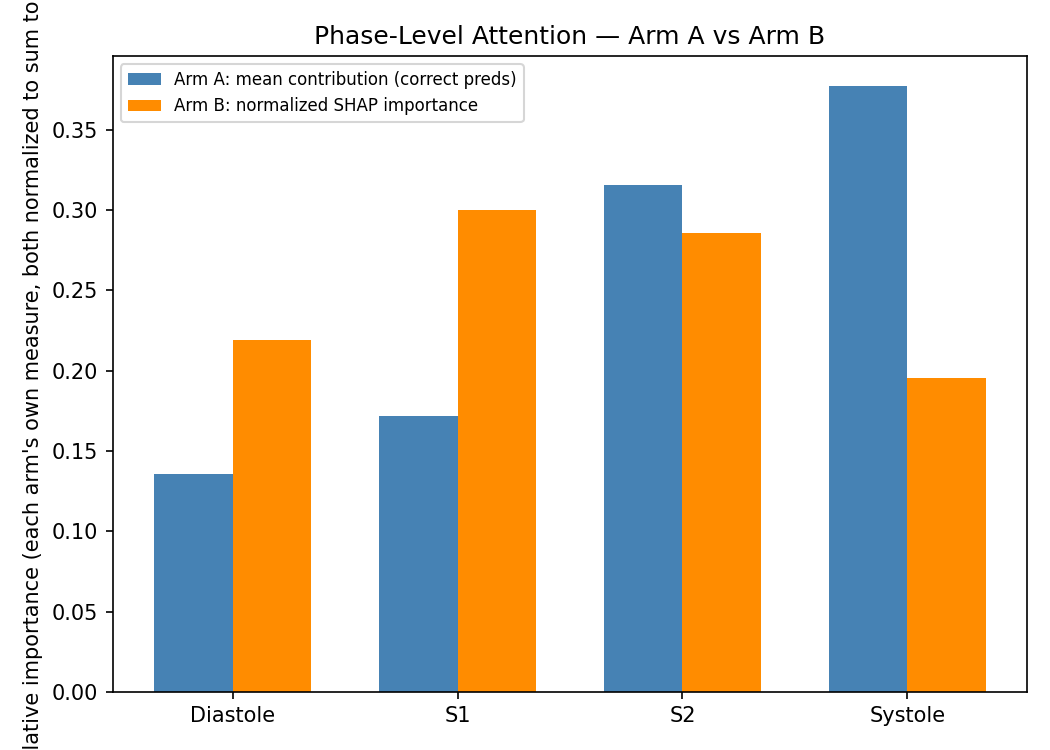 Phase-Level Attention — Arm A vs Arm B
Arm A: mean contribution (correct preds)
Arm B: normalized SHAP importance
lative importance (each arm's own measure, both normalized to sum to
0.35
0.30
0.25
0.20
0.15
0.10
0.05
0.00
Diastole
S1
S2
Systole